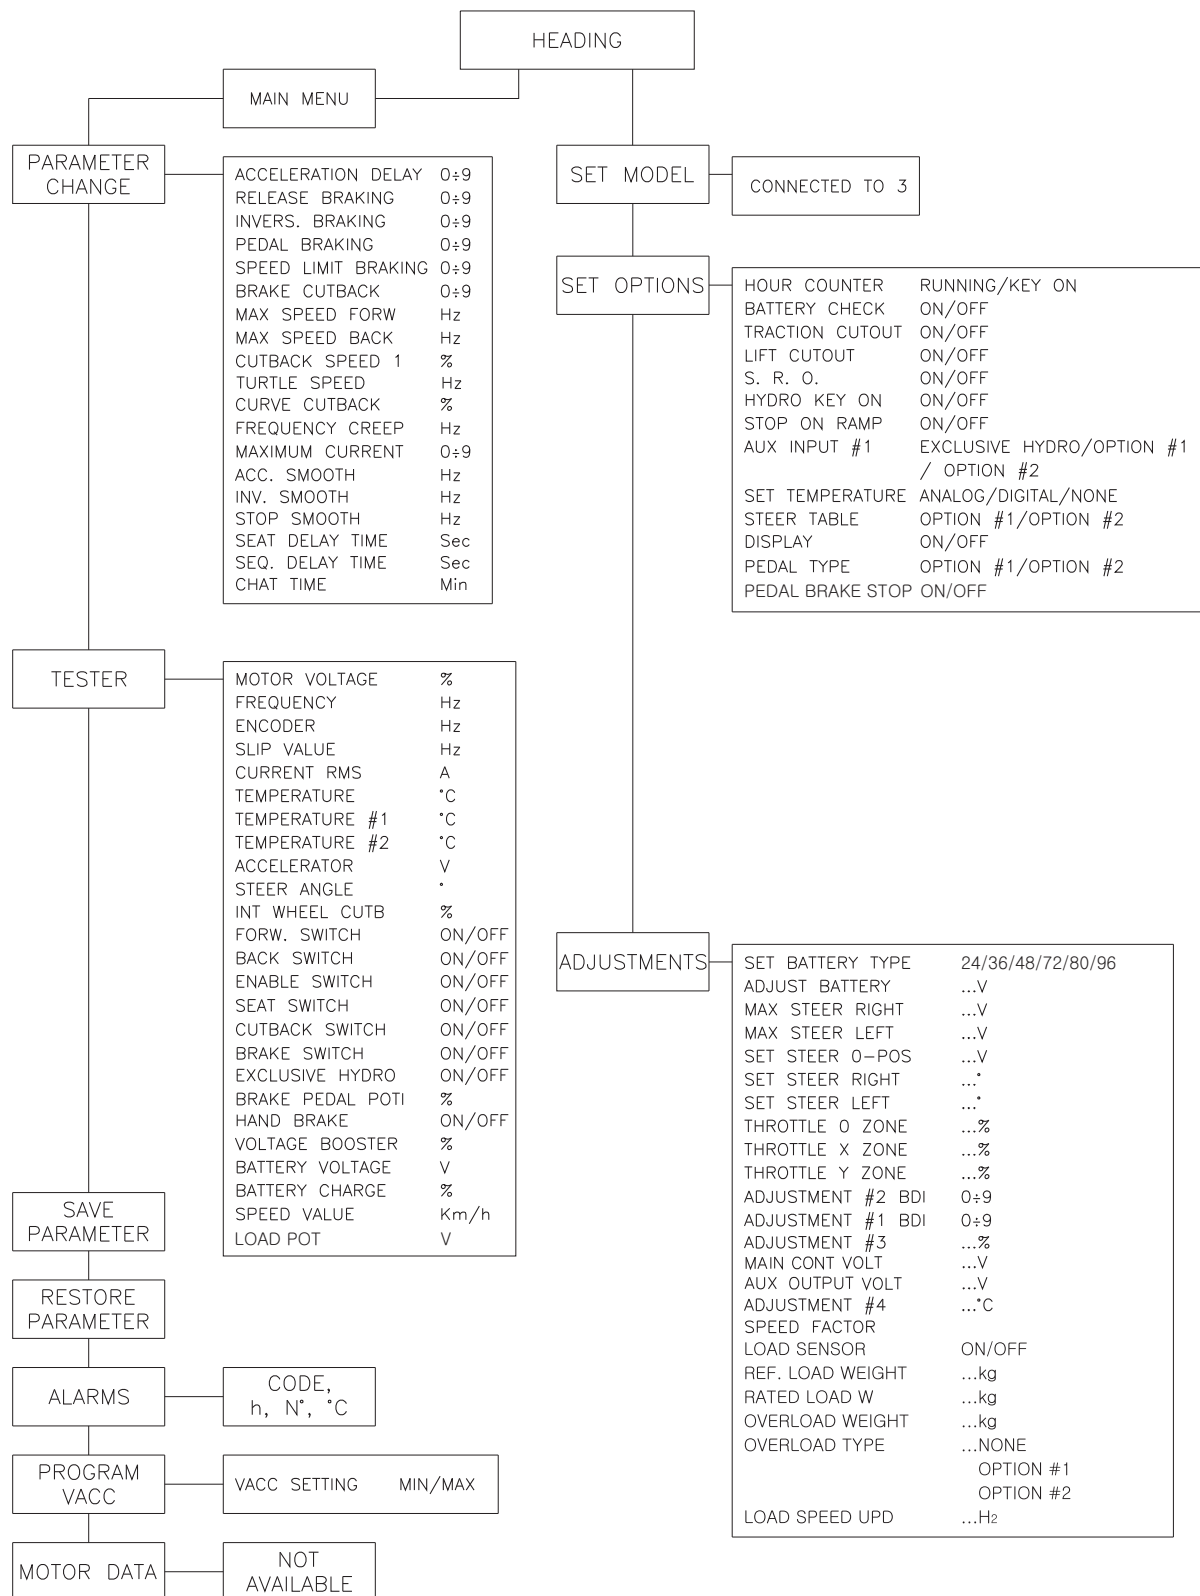 HEADING
MAIN MENU
PARAMETER
CHANGE
ACCELERATION DELAY 0÷9
RELEASE BRAKING 0÷9
INVERS. BRAKING 0÷9
PEDAL BRAKING 0÷9
SPEED LIMIT BRAKING 0÷9
BRAKE CUTBACK 0÷9
MAX SPEED FORW Hz
MAX SPEED BACK Hz
CUTBACK SPEED 1 %
TURTLE SPEED Hz
CURVE CUTBACK %
FREQUENCY CREEP Hz
MAXIMUM CURRENT 0÷9
ACC. SMOOTH Hz
INV. SMOOTH Hz
STOP SMOOTH Hz
SEAT DELAY TIME Sec
SEQ. DELAY TIME Sec
CHAT TIME Min
TESTER
MOTOR VOLTAGE %
FREQUENCY Hz
ENCODER Hz
SLIP VALUE Hz
CURRENT RMS A
TEMPERATURE °C
TEMPERATURE #1 °C
TEMPERATURE #2 °C
ACCELERATOR V
STEER ANGLE °
INT WHEEL CUTB %
FORW. SWITCH ON/OFF
BACK SWITCH ON/OFF
ENABLE SWITCH ON/OFF
SEAT SWITCH ON/OFF
CUTBACK SWITCH ON/OFF
BRAKE SWITCH ON/OFF
EXCLUSIVE HYDRO ON/OFF
BRAKE PEDAL POTI %
HAND BRAKE ON/OFF
VOLTAGE BOOSTER %
BATTERY VOLTAGE V
BATTERY CHARGE %
SPEED VALUE Km/h
LOAD POT V
SAVE
PARAMETER
RESTORE
PARAMETER
ALARMS
CODE,
h, N°, °C
PROGRAM
VACC
VACC SETTING MIN/MAX
MOTOR DATA
NOT
AVAILABLE
SET MODEL
CONNECTED TO 3
SET OPTIONS
HOUR COUNTER RUNNING/KEY ON
BATTERY CHECK ON/OFF
TRACTION CUTOUT ON/OFF
LIFT CUTOUT ON/OFF
S. R. O. ON/OFF
HYDRO KEY ON ON/OFF
STOP ON RAMP ON/OFF
AUX INPUT #1 EXCLUSIVE HYDRO/OPTION #1
/ OPTION #2
SET TEMPERATURE ANALOG/DIGITAL/NONE
STEER TABLE OPTION #1/OPTION #2
DISPLAY ON/OFF
PEDAL TYPE OPTION #1/OPTION #2
PEDAL BRAKE STOP ON/OFF
ADJUSTMENTS
SET BATTERY TYPE 24/36/48/72/80/96
ADJUST BATTERY ...V
MAX STEER RIGHT ...V
MAX STEER LEFT ...V
SET STEER 0-POS ...V
SET STEER RIGHT ...°
SET STEER LEFT ...°
THROTTLE 0 ZONE ...%
THROTTLE X ZONE ...%
THROTTLE Y ZONE ...%
ADJUSTMENT #2 BDI 0÷9
ADJUSTMENT #1 BDI 0÷9
ADJUSTMENT #3 ...%
MAIN CONT VOLT ...V
AUX OUTPUT VOLT ...V
ADJUSTMENT #4 ...°C
SPEED FACTOR
LOAD SENSOR ON/OFF
REF. LOAD WEIGHT ...kg
RATED LOAD W ...kg
OVERLOAD WEIGHT ...kg
OVERLOAD TYPE ...NONE
OPTION #1
OPTION #2
LOAD SPEED UPD ...H₂